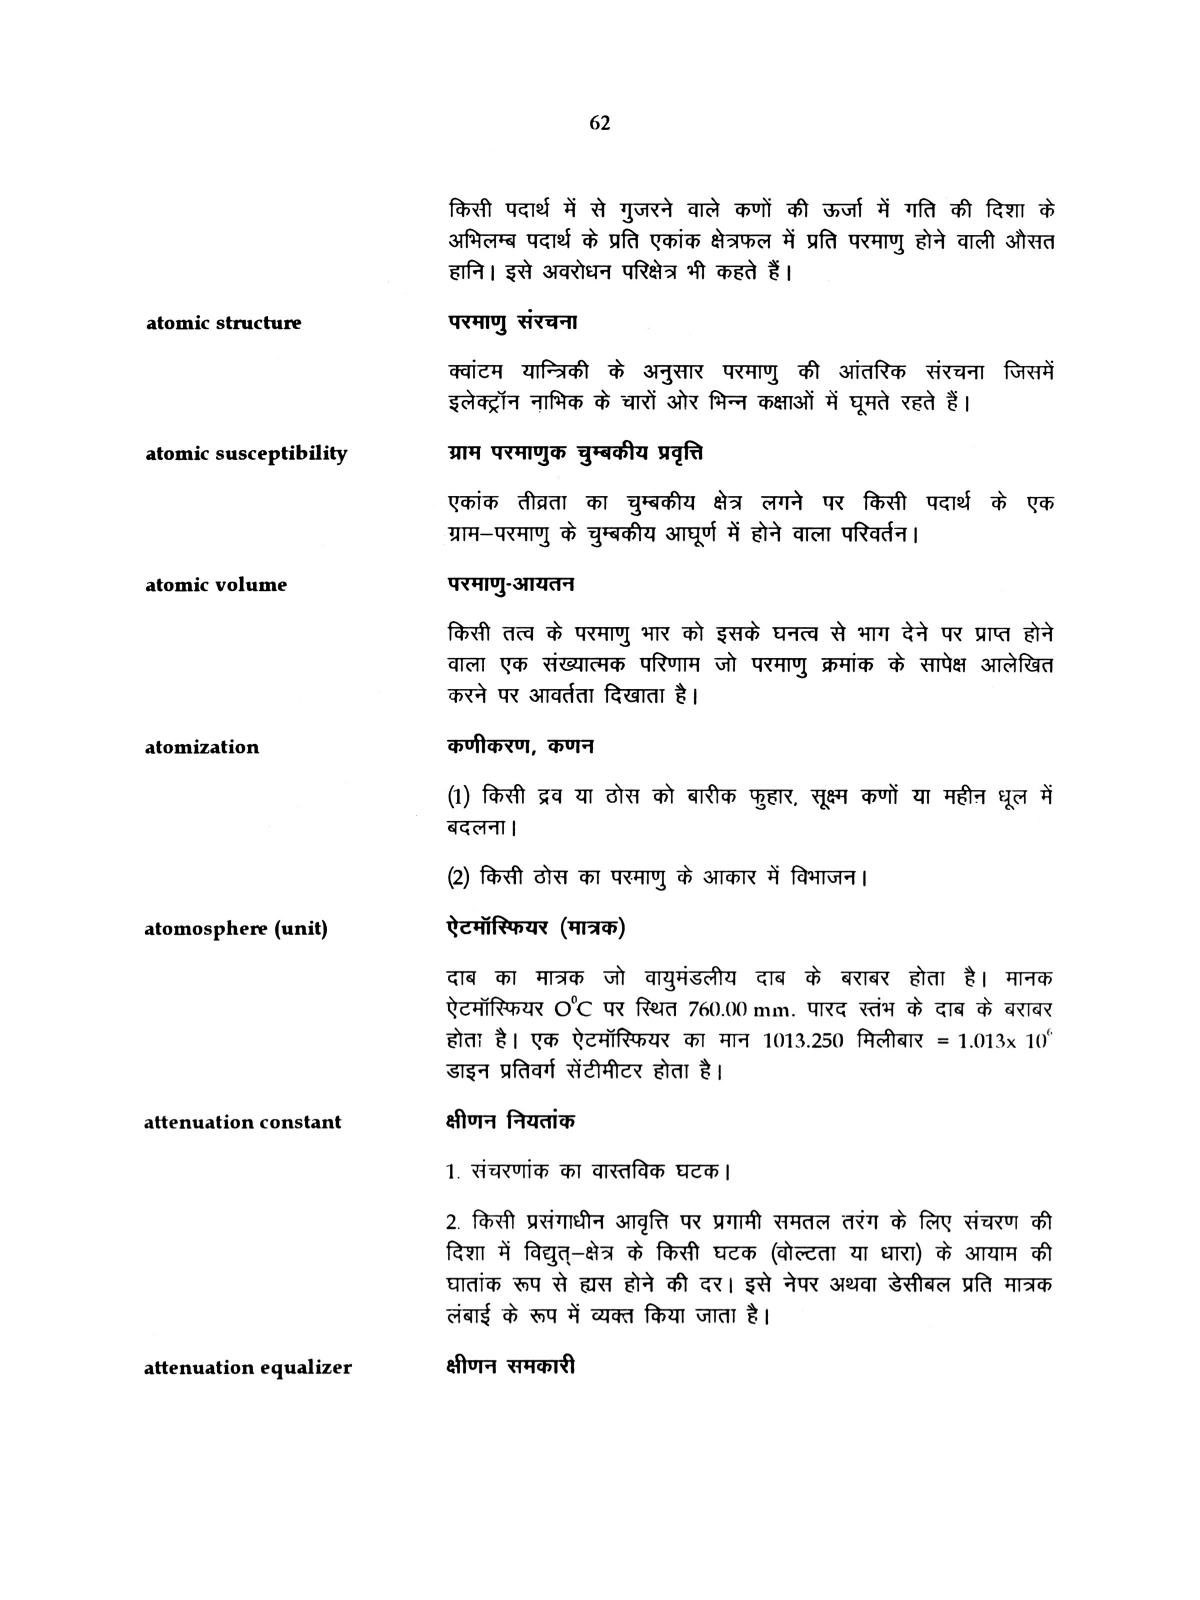 62
किसी पदार्थ में से गुजरने वाले कणों की ऊर्जा में गति की दिशा के
अभिलम्ब पदार्थ के प्रति एकांक क्षेत्रफल में प्रति परमाणु होने वाली औसत
हानि। इसे अवरोधन परिक्षेत्र भी कहते हैं।
atomic structure परमाणु संरचना
क्वांटम यान्त्रिकी के अनुसार परमाणु की आंतरिक संरचना जिसमें
इलेक्ट्रॉन नाभिक के चारों ओर भिन्न कक्षाओं में घूमते रहते हैं।
atomic susceptibility ग्राम परमाणुक चुम्बकीय प्रवृत्ति
एकांक तीव्रता का चुम्बकीय क्षेत्र लगने पर किसी पदार्थ के एक
ग्राम–परमाणु के चुम्बकीय आघूर्ण में होने वाला परिवर्तन।
atomic volume परमाणु-आयतन
किसी तत्व के परमाणु भार को इसके घनत्व से भाग देने पर प्राप्त होने
वाला एक संख्यात्मक परिणाम जो परमाणु क्रमांक के सापेक्ष आलेखित
करने पर आवर्तता दिखाता है।
atomization कणीकरण, कणन
(1) किसी द्रव या ठोस को बारीक फुहार, सूक्ष्म कणों या महीन धूल में
बदलना।
(2) किसी ठोस का परमाणु के आकार में विभाजन।
atomosphere (unit) ऐटमॉस्फियर (मात्रक)
दाब का मात्रक जो वायुमंडलीय दाब के बराबर होता है। मानक
ऐटमॉस्फियर O⁰C पर स्थित 760.00 mm. पारद स्तंभ के दाब के बराबर
होता है। एक ऐटमॉस्फियर का मान 1013.250 मिलीबार = 1.013x 10⁶
डाइन प्रतिवर्ग सेंटीमीटर होता है।
attenuation constant क्षीणन नियतांक
1. संचरणांक का वास्तविक घटक।
2. किसी प्रसंगाधीन आवृत्ति पर प्रगामी समतल तरंग के लिए संचरण की
दिशा में विद्युत्–क्षेत्र के किसी घटक (वोल्टता या धारा) के आयाम की
घातांक रूप से ह्यस होने की दर। इसे नेपर अथवा डेसीबल प्रति मात्रक
लंबाई के रूप में व्यक्त किया जाता है।
attenuation equalizer क्षीणन समकारी